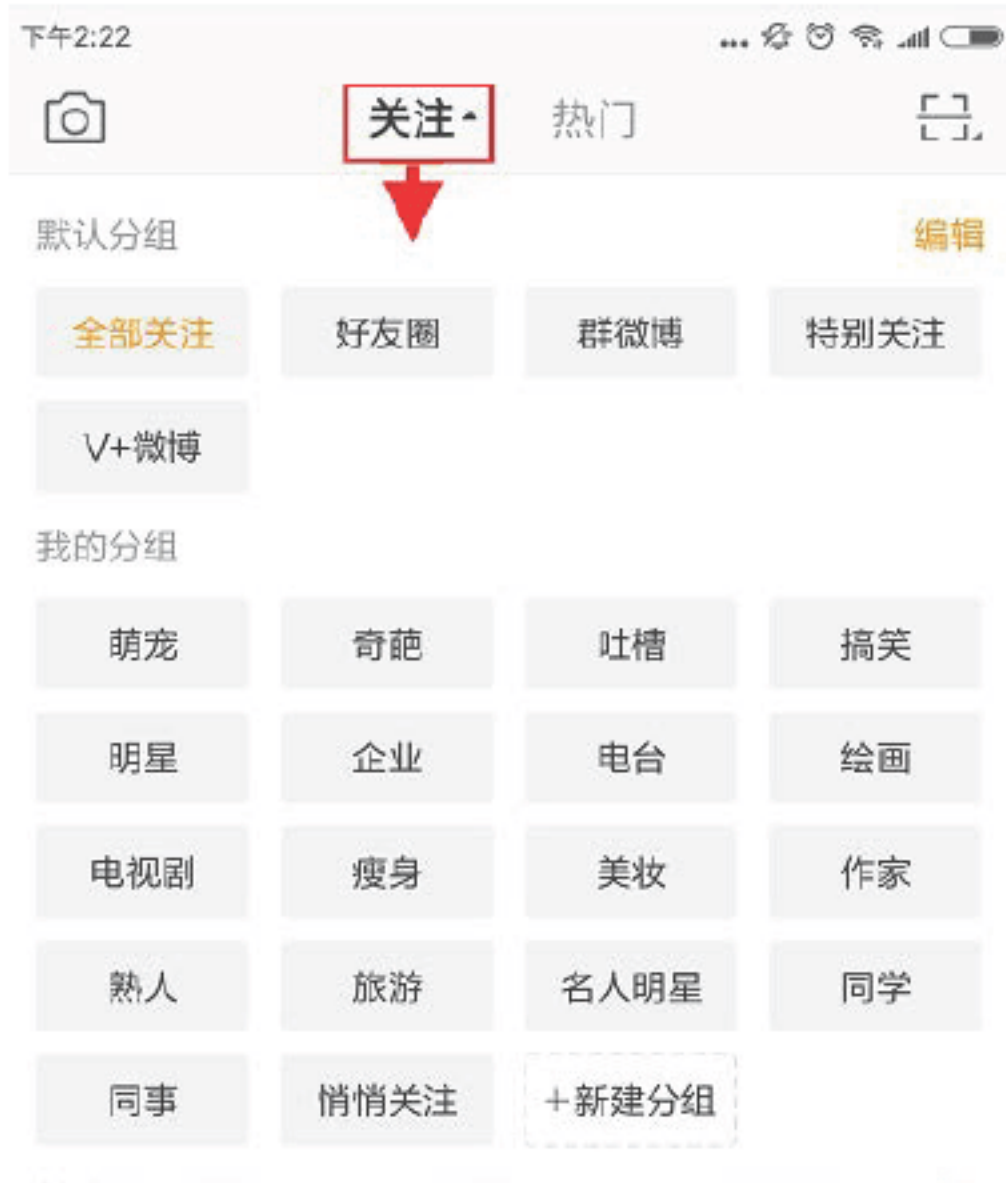 下午2:22
关注 热门
默认分组 编辑
全部关注 好友圈 群微博 特别关注
V+微博
我的分组
萌宠 奇葩 吐槽 搞笑
明星 企业 电台 绘画
电视剧 瘦身 美妆 作家
熟人 旅游 名人明星 同学
同事 悄悄关注 +新建分组